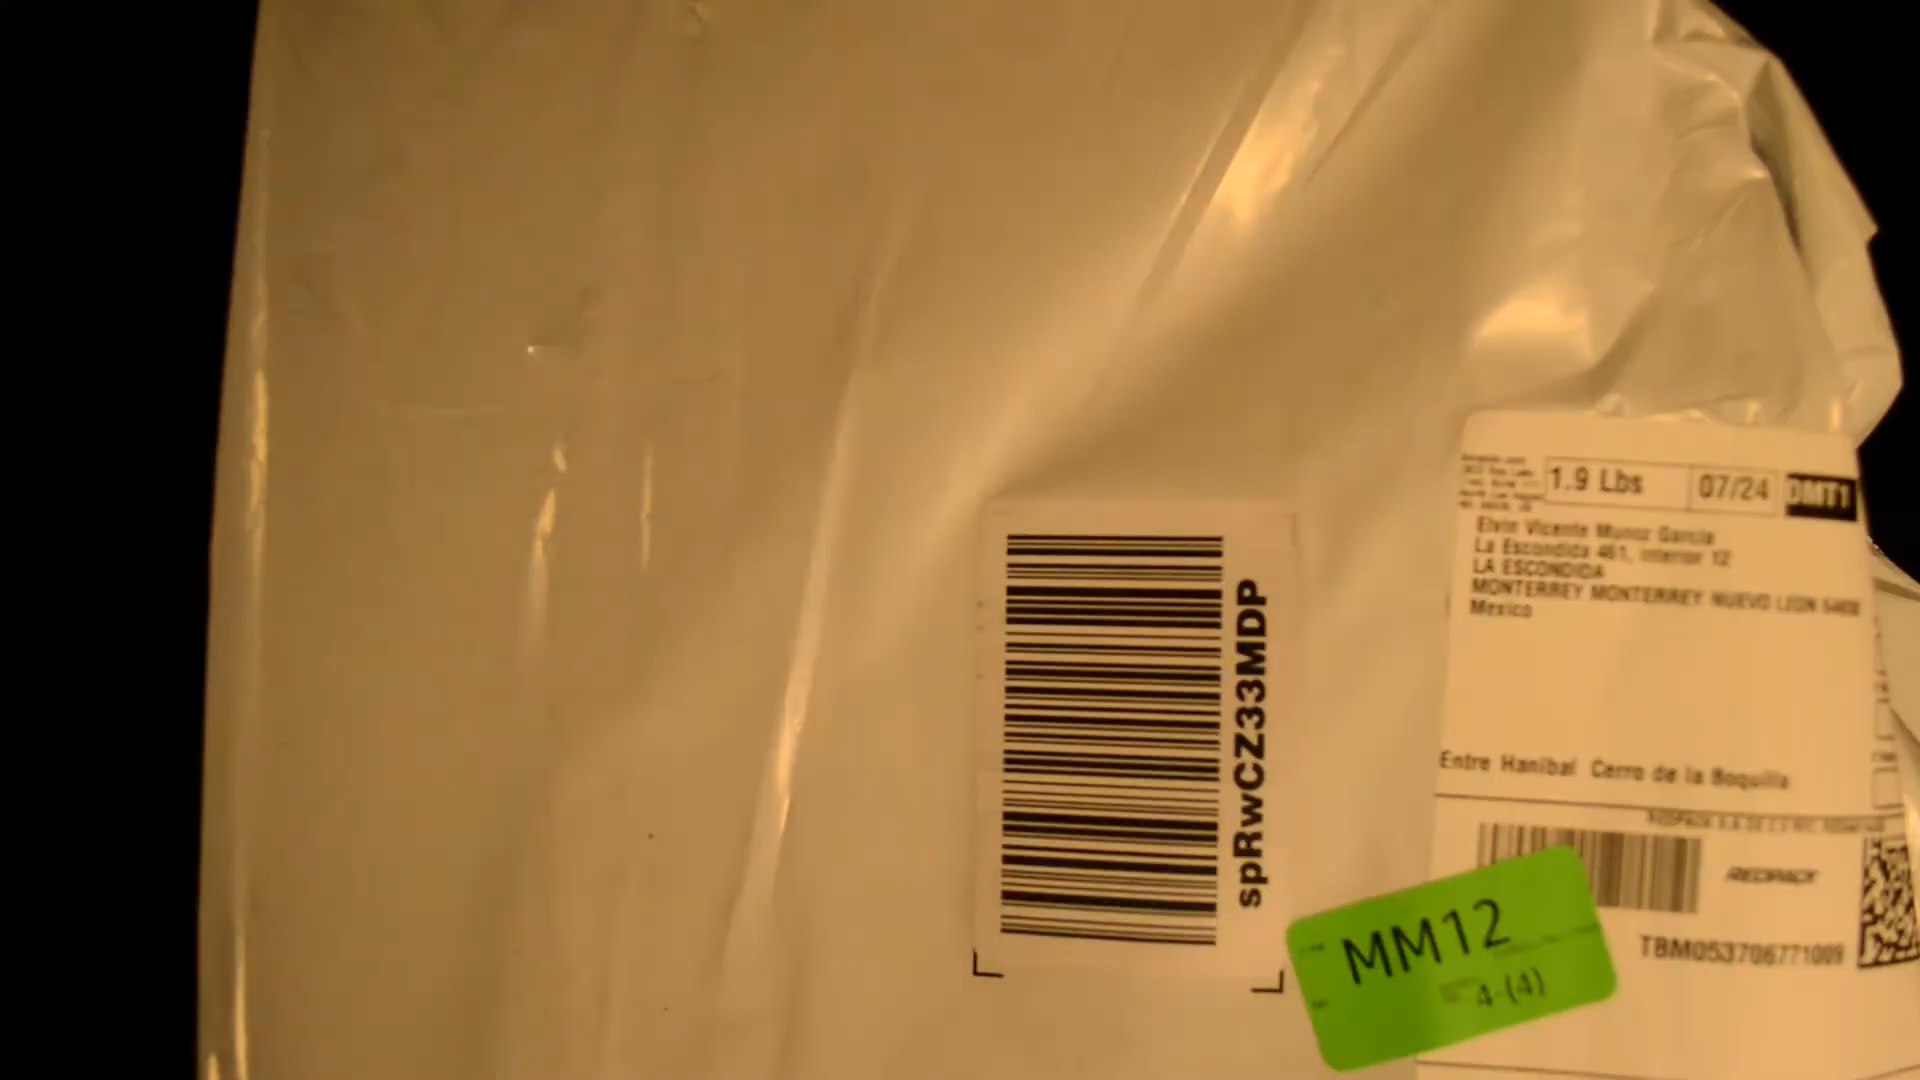 1.9 Lbs
07/24
DMT1
Elvin Vicente Munoz Garcia
La Escondida 461, Interior 12
LA ESCONDIDA
MONTERREY MONTERREY NUEVO LEON
Mexico
Entre Hanibal Cerro de la Boquilla
REDPACK
TBM053706771009
spRwCZ33MDP
MM12
4-(4)